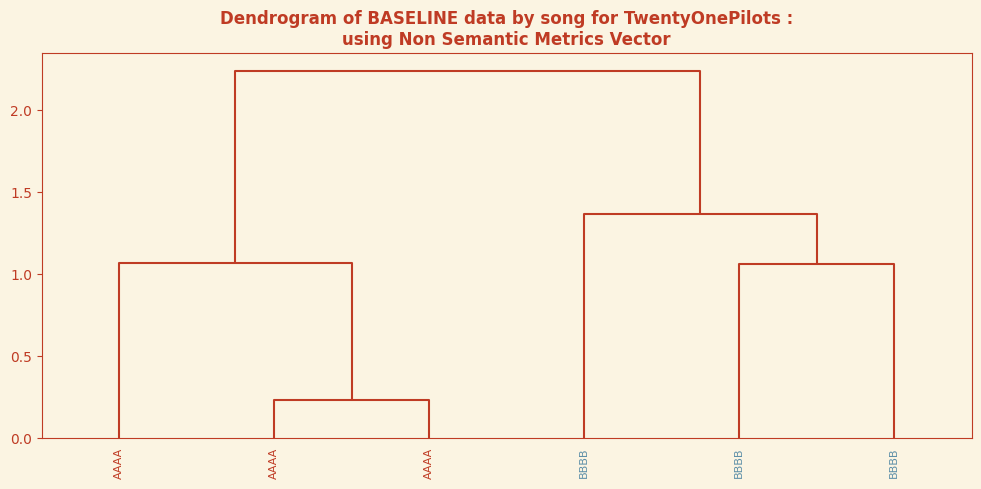 Dendrogram of BASELINE data by song for TwentyOnePilots :
using Non Semantic Metrics Vector
2.0
1.5
1.0
0.5
0.0
AAAA
AAAA
AAAA
BBBB
BBBB
BBBB